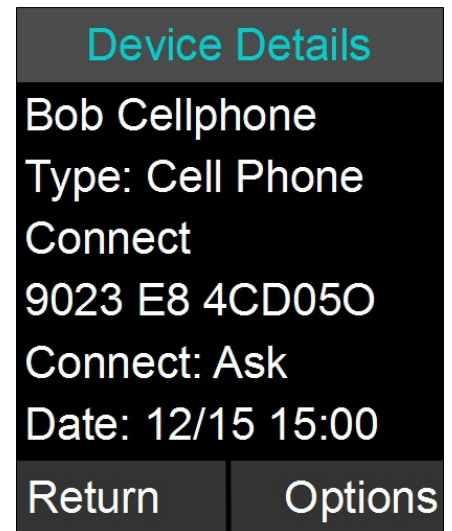 Device Details
Bob Cellphone
Type: Cell Phone
Connect
9023 E8 4CD05O
Connect: Ask
Date: 12/15 15:00
Return Options